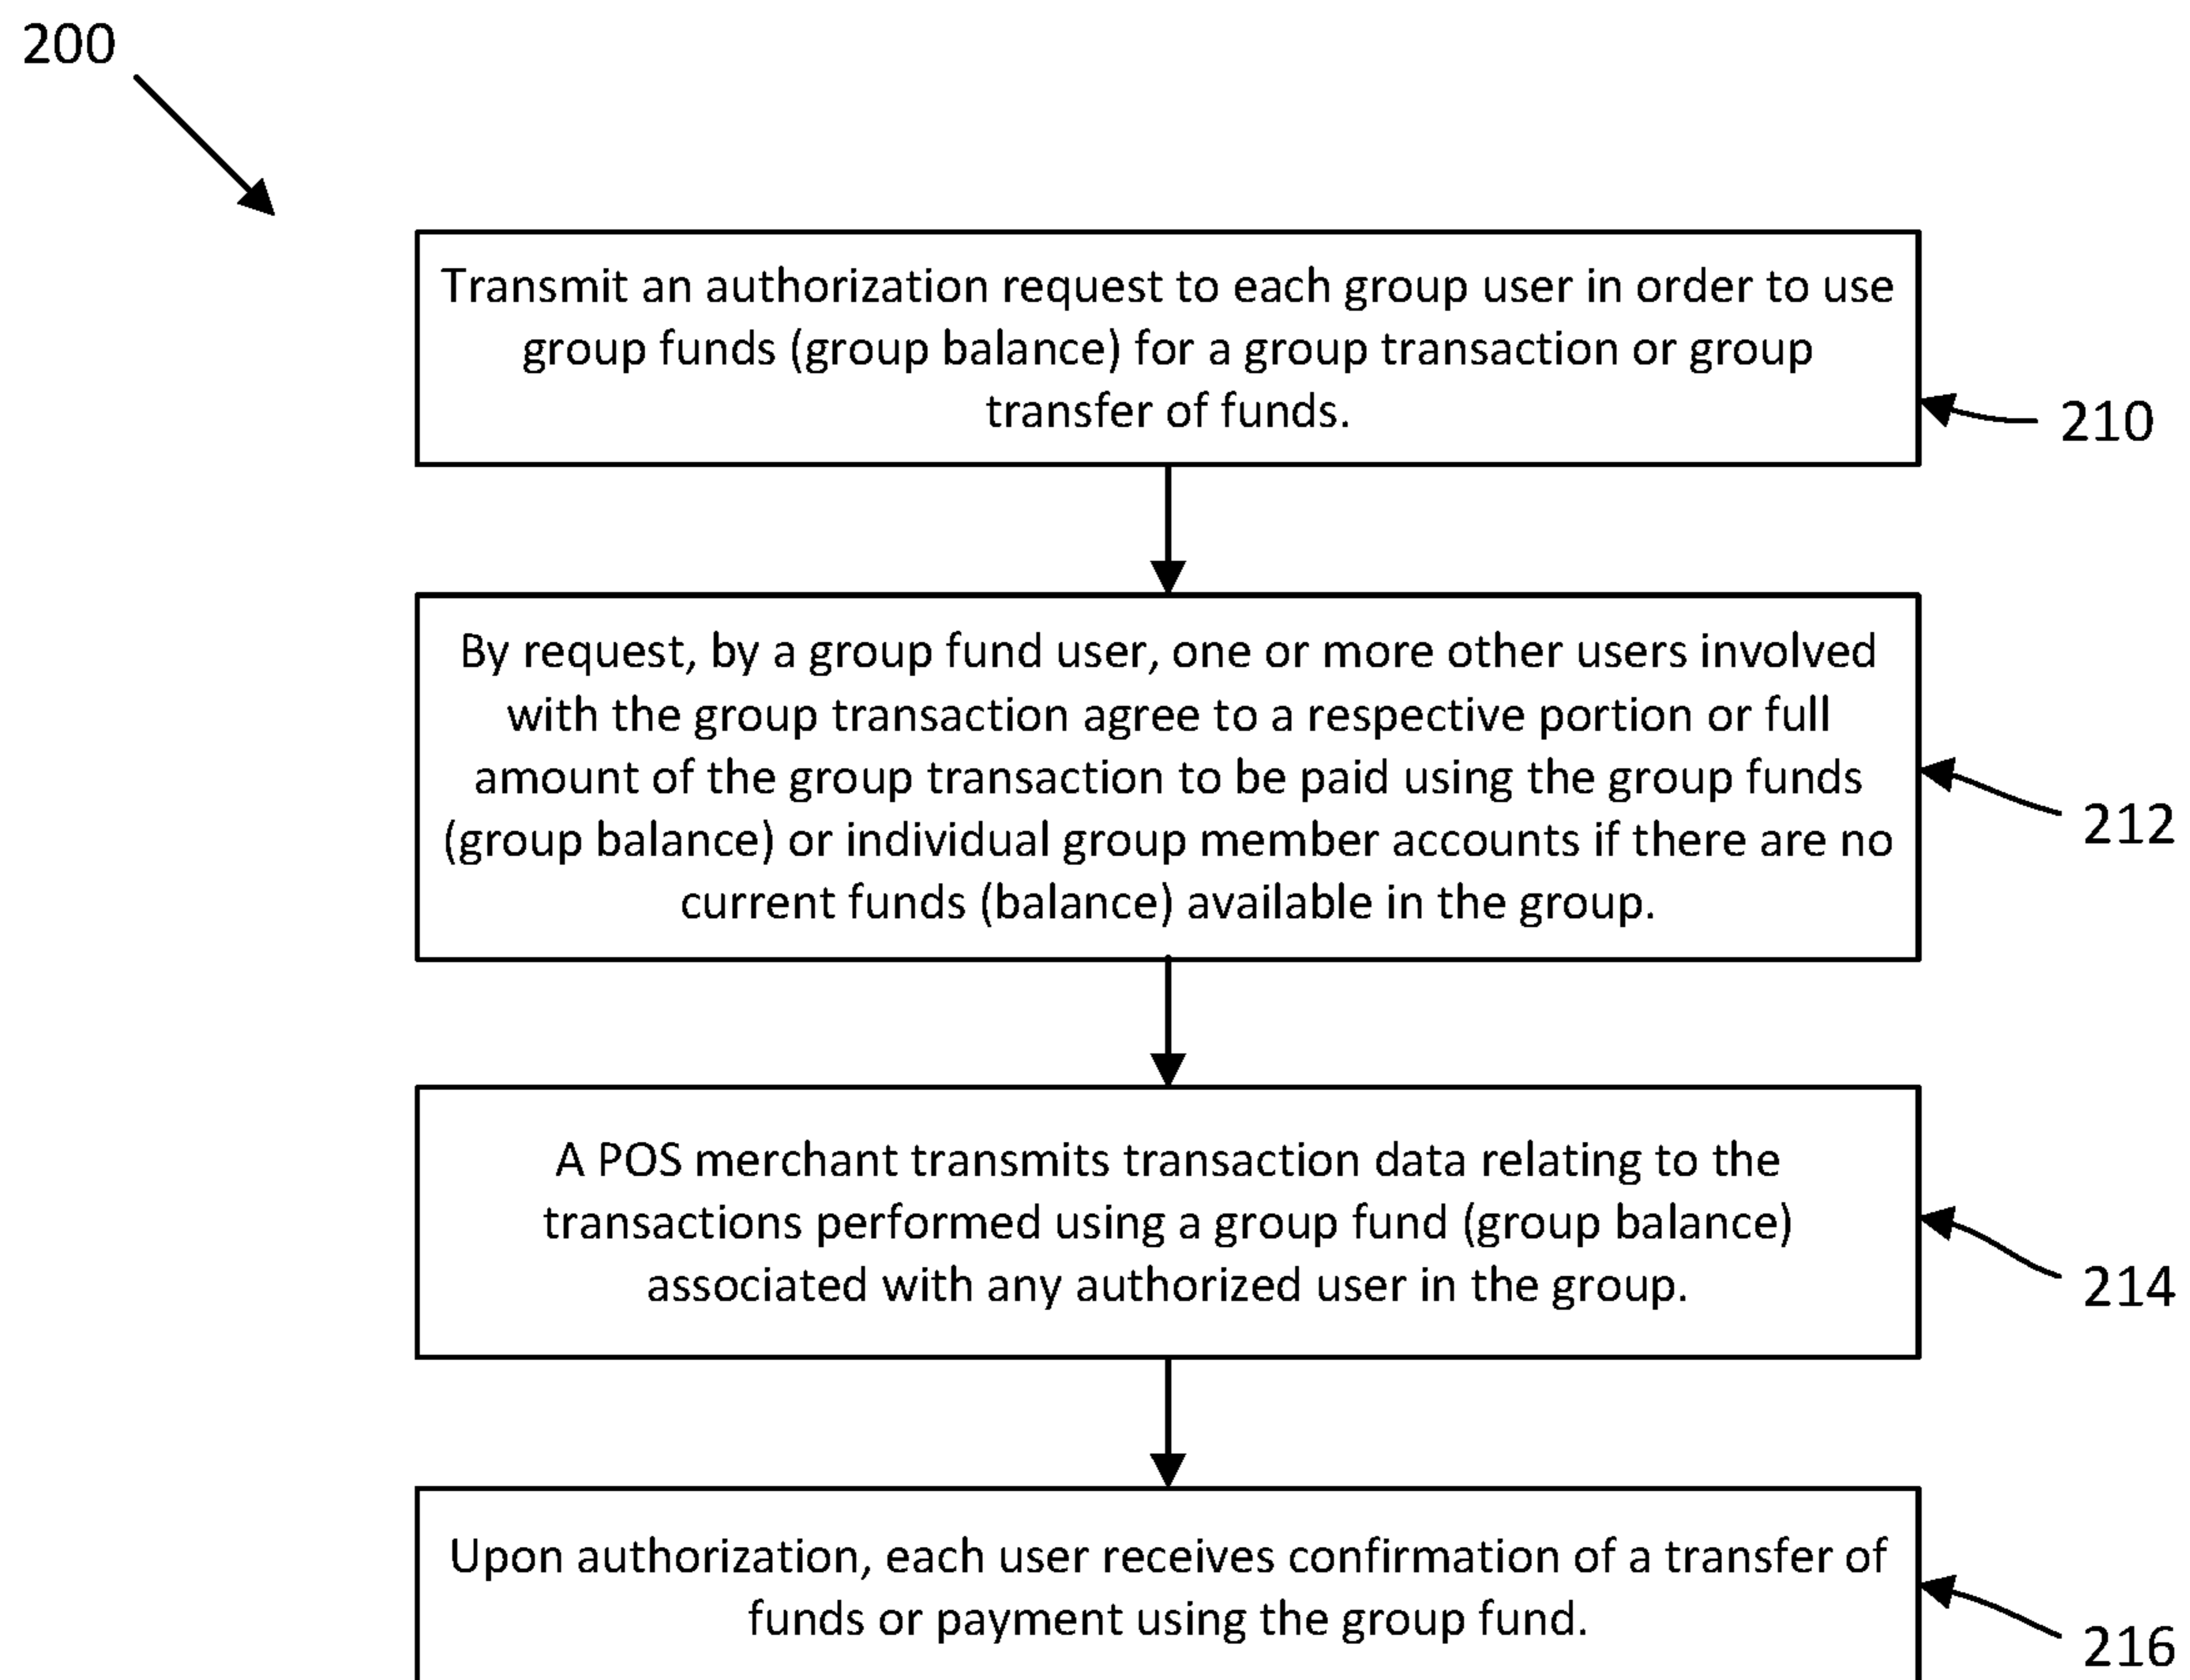 200
Transmit an authorization request to each group user in order to use
group funds (group balance) for a group transaction or group
transfer of funds.
210
By request, by a group fund user, one or more other users involved
with the group transaction agree to a respective portion or full
amount of the group transaction to be paid using the group funds
(group balance) or individual group member accounts if there are no
current funds (balance) available in the group.
212
A POS merchant transmits transaction data relating to the
transactions performed using a group fund (group balance)
associated with any authorized user in the group.
214
Upon authorization, each user receives confirmation of a transfer of
funds or payment using the group fund.
216